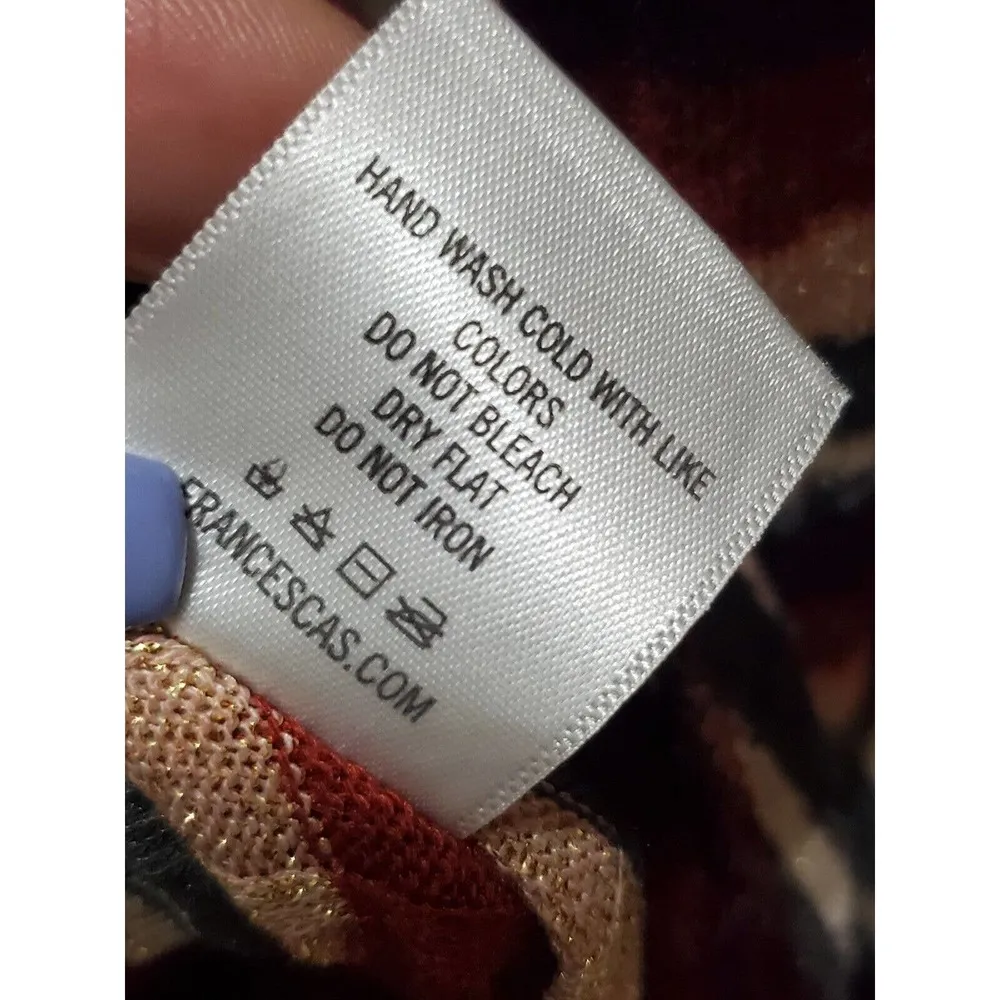 HAND WASH COLD WITH LIKE
COLORS
DO NOT BLEACH
DRY FLAT
DO NOT IRON
FRANCESCAS.COM